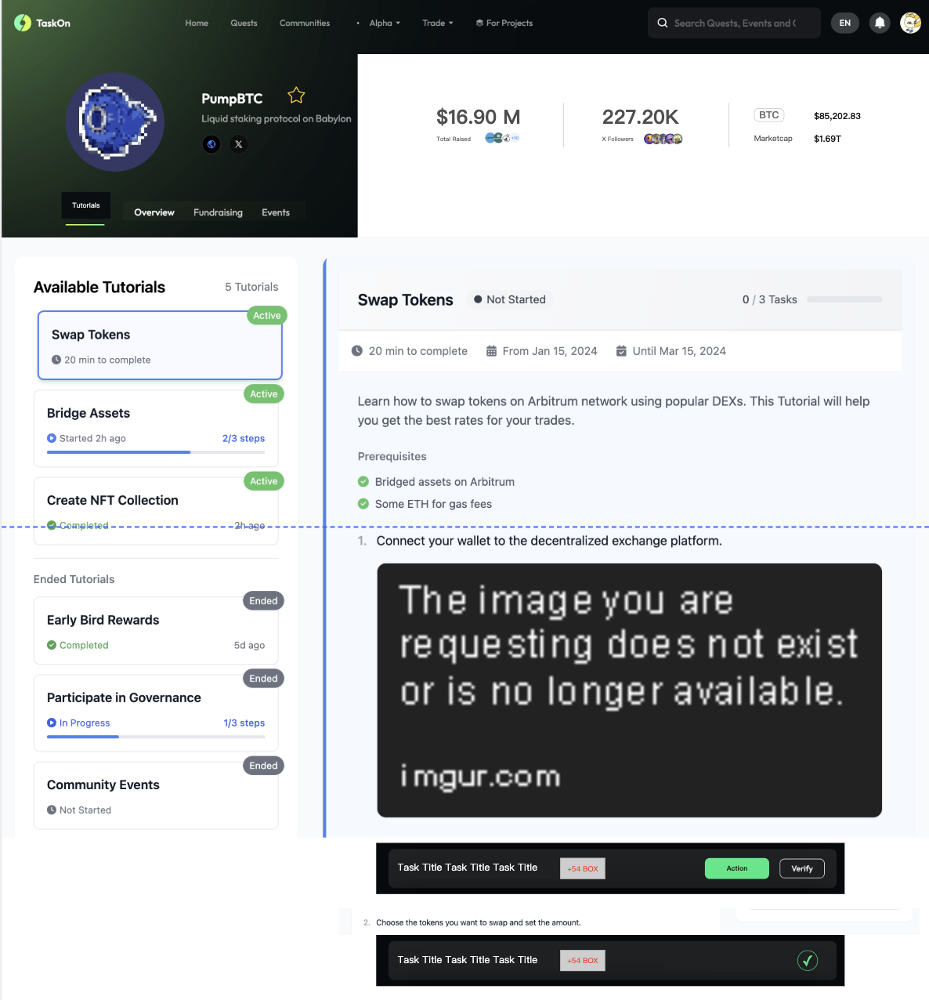 TaskOn
Home
Quests
Communities
Alpha
Trade
For Projects
Search Quests, Events and C
EN
PumpBTC
Liquid staking protocol on Babylon
$16.90 M
Total Raised
+10
227.20K
X Followers
BTC
$85,202.83
Marketcap
$1.69T
Tutorials
Overview
Fundraising
Events
Available Tutorials
5 Tutorials
Active
Swap Tokens
20 min to complete
Active
Bridge Assets
Started 2h ago
2/3 steps
Active
Create NFT Collection
Completed
2h ago
Ended Tutorials
Ended
Early Bird Rewards
Completed
5d ago
Ended
Participate in Governance
In Progress
1/3 steps
Ended
Community Events
Not Started
Swap Tokens
Not Started
0 / 3 Tasks
20 min to complete
From Jan 15, 2024
Until Mar 15, 2024
Learn how to swap tokens on Arbitrum network using popular DEXs. This Tutorial will help
you get the best rates for your trades.
Prerequisites
Bridged assets on Arbitrum
Some ETH for gas fees
1. Connect your wallet to the decentralized exchange platform.
The image you are
requesting does not exist
or is no longer available.
imgur.com
Task Title Task Title Task Title
+54 BOX
Action
Verify
2. Choose the tokens you want to swap and set the amount.
Task Title Task Title Task Title
+54 BOX